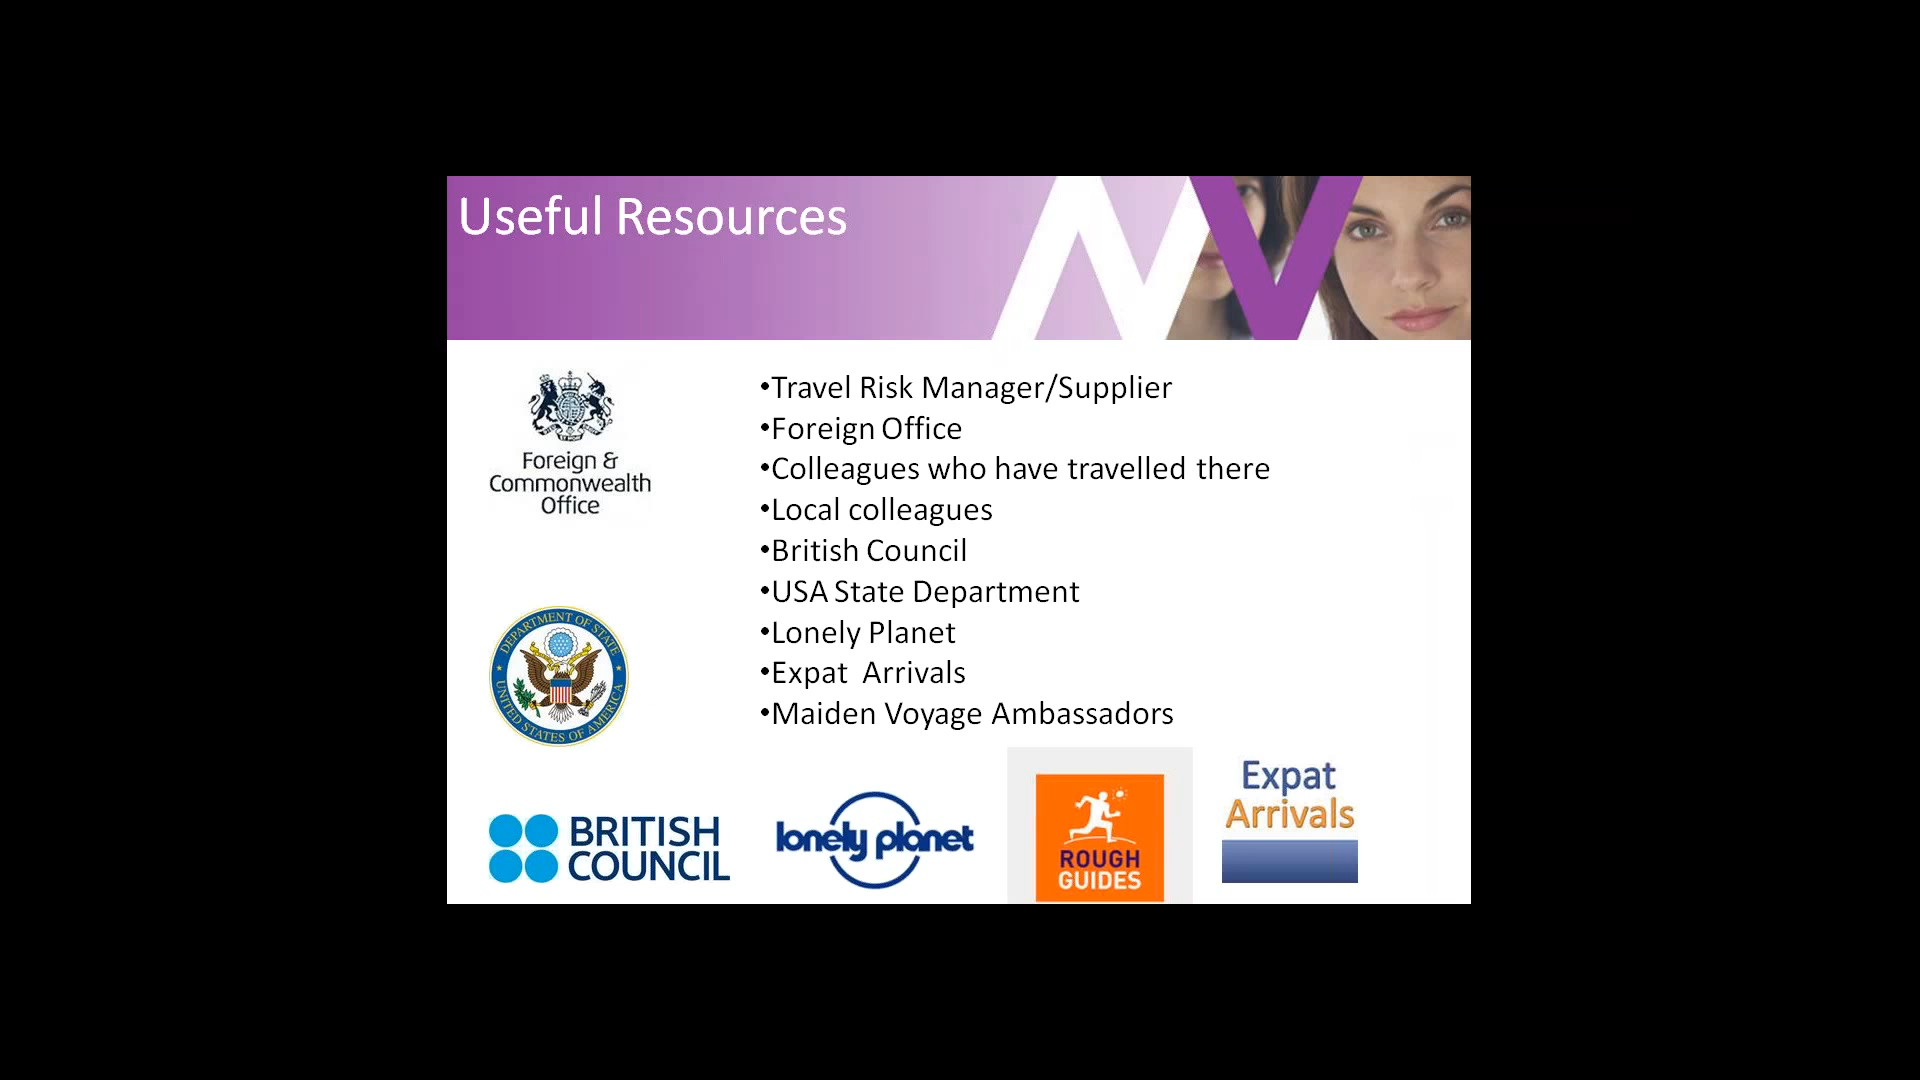 Useful Resources
Foreign &
Commonwealth
Office
•Travel Risk Manager/Supplier
•Foreign Office
•Colleagues who have travelled there
•Local colleagues
•British Council
•USA State Department
•Lonely Planet
•Expat  Arrivals
•Maiden Voyage Ambassadors
DEPARTMENT OF STATE
UNITED STATES OF AMERICA
BRITISH
COUNCIL
lonely planet
ROUGH
GUIDES
Expat
Arrivals